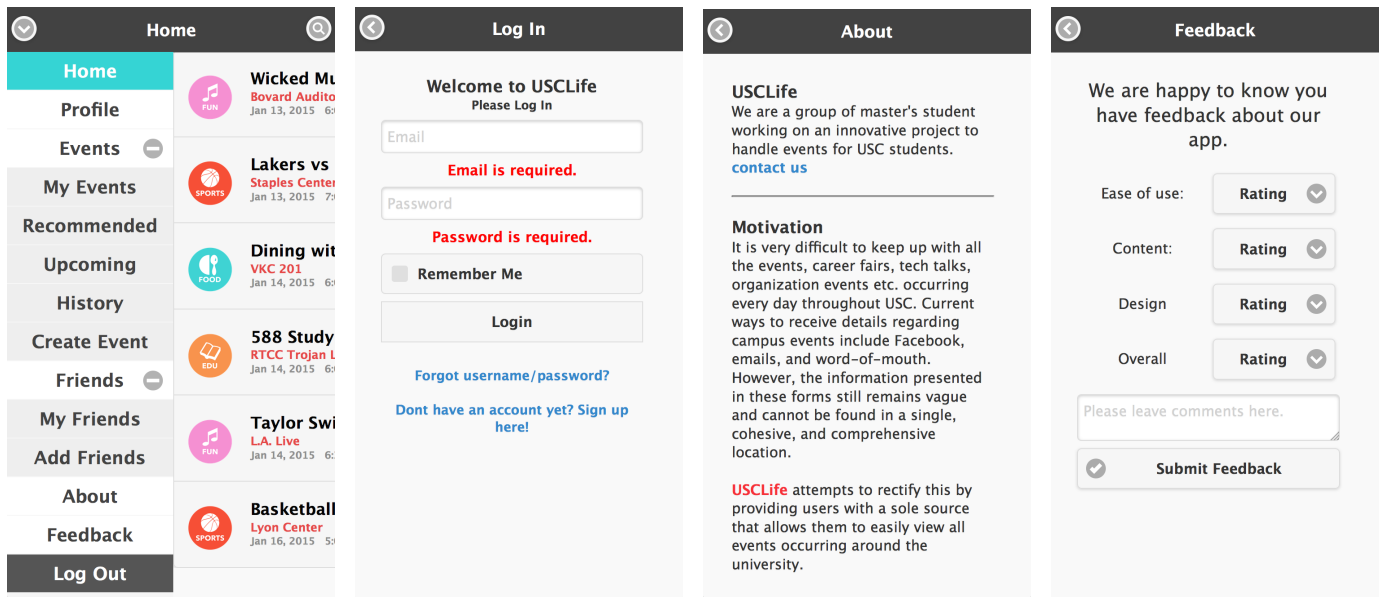 Home
Home
Profile
Events
My Events
Recommended
Upcoming
History
Create Event
Friends
My Friends
Add Friends
About
Feedback
Log Out
FUN
Wicked Mu
Bovard Audito
Jan 13, 2015 6:
SPORTS
Lakers vs
Staples Center
Jan 13, 2015 7:
FOOD
Dining wit
VKC 201
Jan 14, 2015 6:
EDU
588 Study
RTCC Trojan L
Jan 14, 2015 6:
FUN
Taylor Swi
L.A. Live
Jan 14, 2015 6:
SPORTS
Basketball
Lyon Center
Jan 16, 2015 5:
Log In
Welcome to USCLife
Please Log In
Email
Email is required.
Password
Password is required.
Remember Me
Login
Forgot username/password?
Dont have an account yet? Sign up
here!
About
USCLife
We are a group of master's student
working on an innovative project to
handle events for USC students.
contact us
Motivation
It is very difficult to keep up with all
the events, career fairs, tech talks,
organization events etc. occurring
every day throughout USC. Current
ways to receive details regarding
campus events include Facebook,
emails, and word-of-mouth.
However, the information presented
in these forms still remains vague
and cannot be found in a single,
cohesive, and comprehensive
location.
USCLife attempts to rectify this by
providing users with a sole source
that allows them to easily view all
events occurring around the
university.
Feedback
We are happy to know you
have feedback about our
app.
Ease of use: Rating
Content: Rating
Design Rating
Overall Rating
Please leave comments here.
Submit Feedback